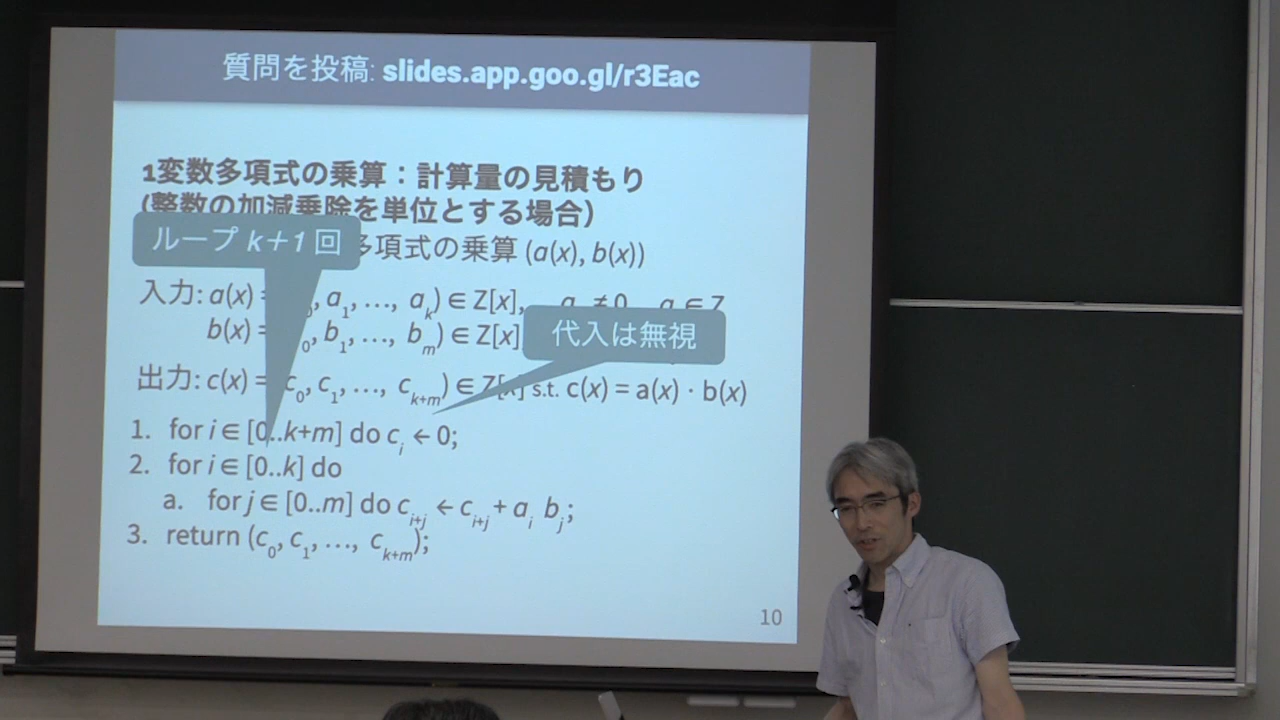 質問を投稿: slides.app.goo.gl/r3Eac
1変数多項式の乗算：計算量の見積もり
(整数の加減乗除を単位とする場合)
ループ k＋1 回
多項式の乗算 (a(x), b(x))
入力: a(x) = , a₁, …, aₖ) ∈ Z[x], ≠ 0, ∈ Z
代入は無視
b(x) = ₀, b₁, …, bₘ) ∈ Z[x]
出力: c(x) = c₀, c₁, …, cₖ₊ₘ) ∈ Z[x] s.t. c(x) = a(x) · b(x)
1. for i ∈ [0..k+m] do cᵢ ← 0;
2. for i ∈ [0..k] do
a. for j ∈ [0..m] do cᵢ₊ⱼ ← cᵢ₊ⱼ + aᵢ bⱼ;
3. return (c₀, c₁, …, cₖ₊ₘ);
10